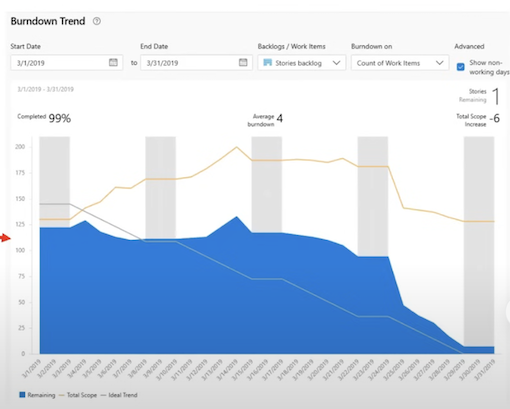 Burndown Trend
Start Date End Date Backlogs / Work Items Burndown on Advanced
3/1/2019 to 3/31/2019 Stories backlog Count of Work Items Show non-
working days
3/1/2019 - 3/31/2019
Stories
Remaining 1
Completed 99% Average
burndown 4 Total Scope
Increase -6
200
175
150
125
100
75
50
25
0
3/1/2019 3/2/2019 3/3/2019 3/4/2019 3/5/2019 3/6/2019 3/7/2019 3/8/2019 3/9/2019 3/10/2019 3/11/2019 3/12/2019 3/13/2019 3/14/2019 3/15/2019 3/16/2019 3/17/2019 3/18/2019 3/19/2019 3/20/2019 3/21/2019 3/22/2019 3/23/2019 3/24/2019 3/25/2019 3/26/2019 3/27/2019 3/28/2019 3/29/2019 3/30/2019 3/31/2019
Remaining Total Scope Ideal Trend